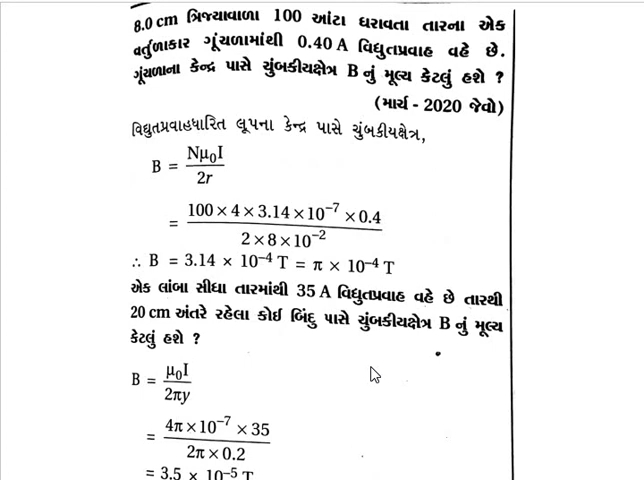 8.0 cm ત્રિજ્યાવાળા 100 આંટા ધરાવતા તારના એક
વર્તુળાકાર ગૂંચળામાંથી 0.40 A વિદ્યુતપ્રવાહ વહે છે.
ગૂંચળાના કેન્દ્ર પાસે ચુંબકીયક્ષેત્ર B નું મૂલ્ય કેટલું હશે ?
(માર્ચ - 2020 જેવો)
વિદ્યુતપ્રવાહધારિત લૂપના કેન્દ્ર પાસે ચુંબકીયક્ષેત્ર,
B = Nμ₀I / 2r
= 100 × 4 × 3.14 × 10⁻⁷ × 0.4 / 2 × 8 × 10⁻²
∴ B = 3.14 × 10⁻⁴ T = π × 10⁻⁴ T
એક લાંબા સીધા તારમાંથી 35 A વિદ્યુતપ્રવાહ વહે છે તારથી
20 cm અંતરે રહેલા કોઈ બિંદુ પાસે ચુંબકીયક્ષેત્ર B નું મૂલ્ય
કેટલું હશે ?
B = μ₀I / 2πy
= 4π × 10⁻⁷ × 35 / 2π × 0.2
= 3.5 × 10⁻⁵ T